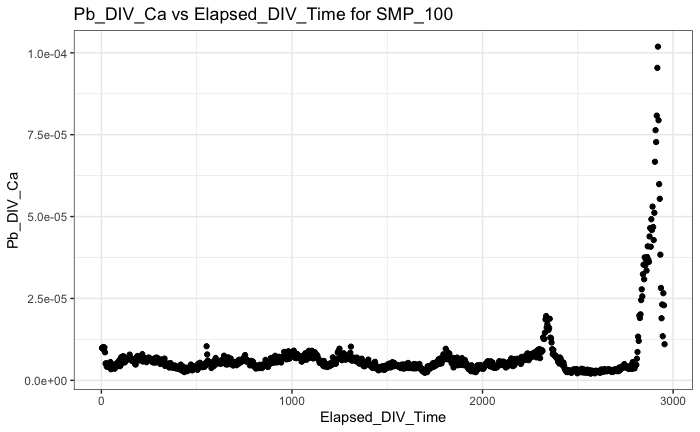 Pb_DIV_Ca vs Elapsed_DIV_Time for SMP_100
1.0e-04
7.5e-05
5.0e-05
2.5e-05
0.0e+00
Pb_DIV_Ca
0 1000 2000 3000
Elapsed_DIV_Time